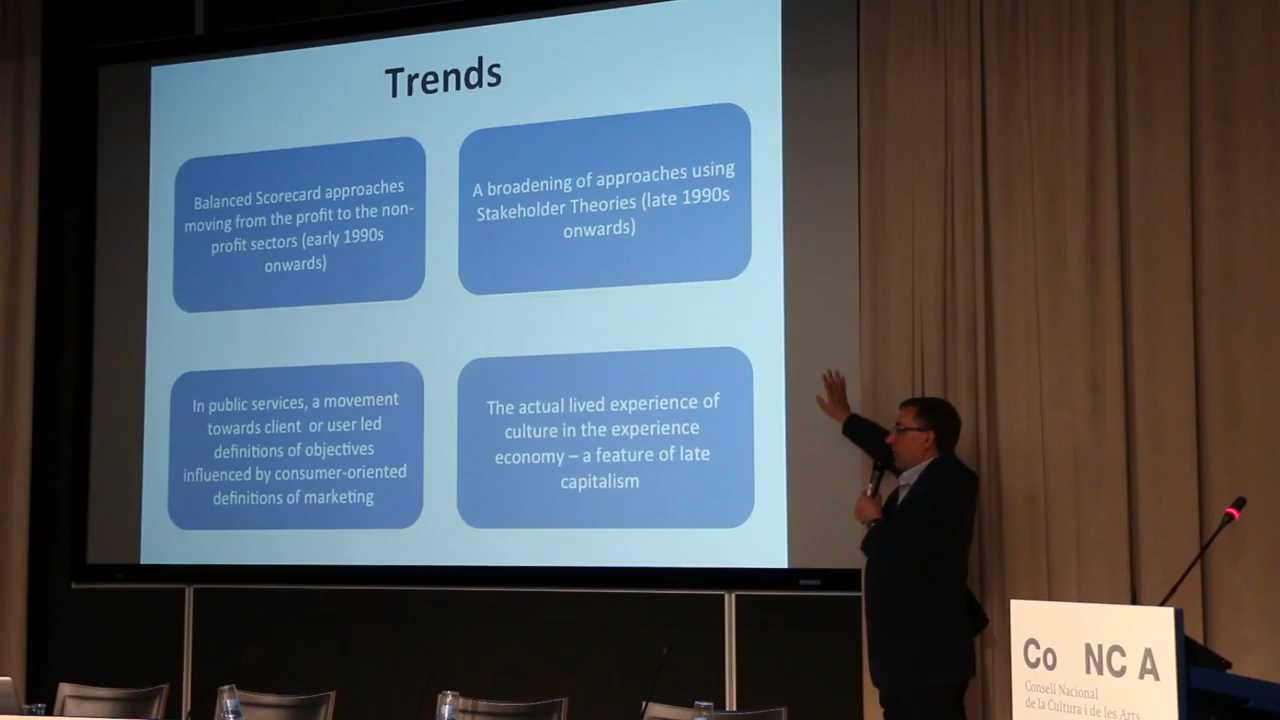 Trends
Balanced Scorecard approaches
moving from the profit to the non-
profit sectors (early 1990s
onwards)
A broadening of approaches using
Stakeholder Theories (late 1990s
onwards)
In public services, a movement
towards client or user led
definitions of objectives
influenced by consumer-oriented
definitions of marketing
The actual lived experience of
culture in the experience
economy – a feature of late
capitalism
Co NC A
Consell Nacional
de la Cultura i de les Arts